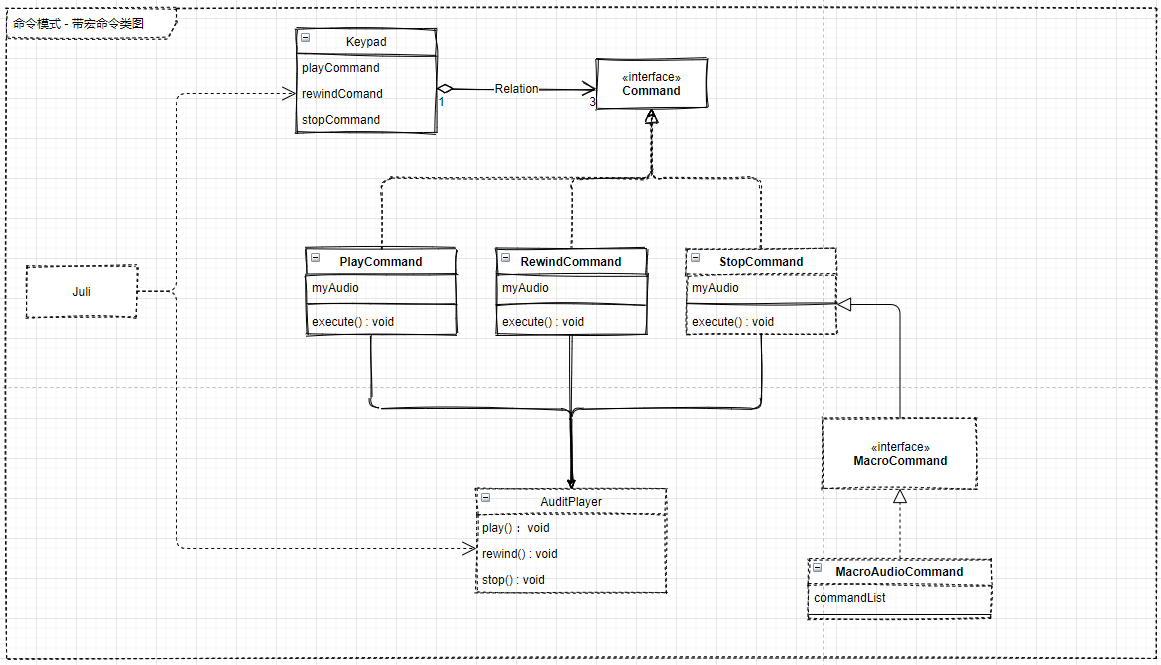 命令模式 - 带宏命令类图
Keypad
playCommand
rewindComand
stopCommand
1
Relation
3
«interface»
Command
Juli
PlayCommand
myAudio
execute() : void
RewindCommand
myAudio
execute() : void
StopCommand
myAudio
execute() : void
«interface»
MacroCommand
AuditPlayer
play() : void
rewind() : void
stop() : void
MacroAudioCommand
commandList